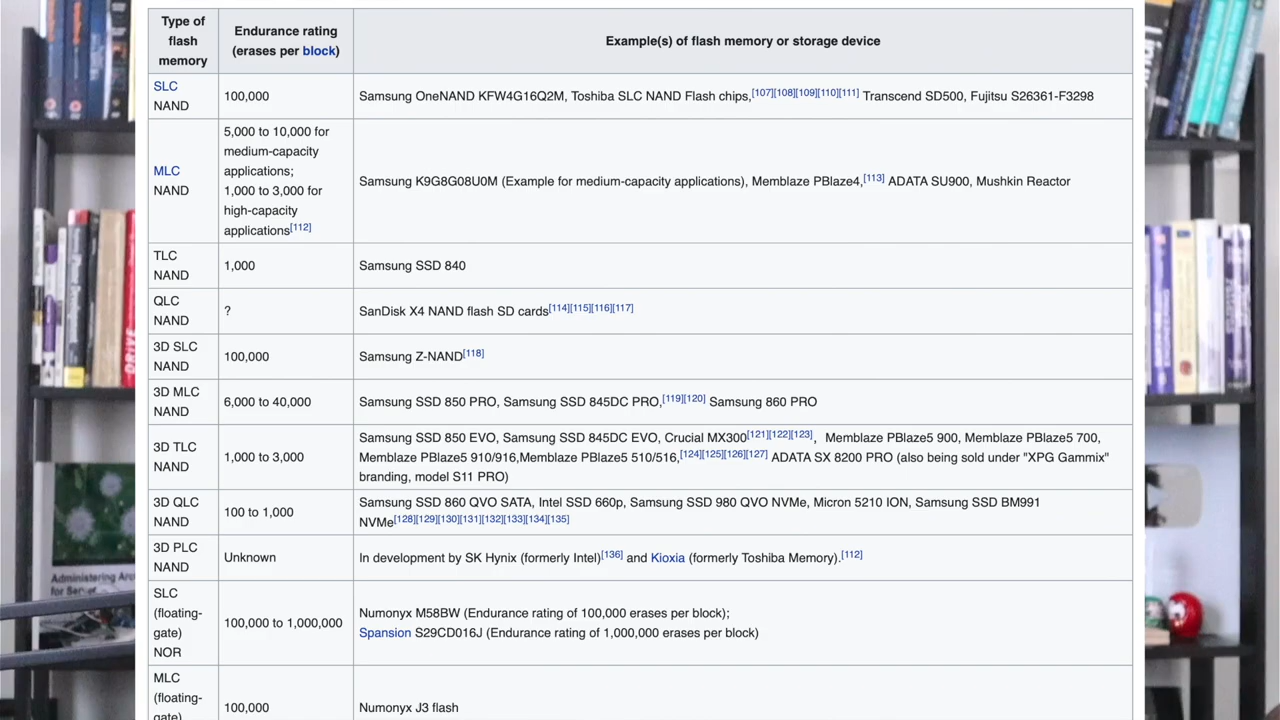 Type of
flash
memory
Endurance rating
(erases per block)
Example(s) of flash memory or storage device
SLC
NAND
100,000
Samsung OneNAND KFW4G16Q2M, Toshiba SLC NAND Flash chips,[107][108][109][110][111] Transcend SD500, Fujitsu S26361-F3298
MLC
NAND
5,000 to 10,000 for
medium-capacity
applications;
1,000 to 3,000 for
high-capacity
applications[112]
Samsung K9G8G08U0M (Example for medium-capacity applications), Memblaze PBlaze4,[113] ADATA SU900, Mushkin Reactor
TLC
NAND
1,000
Samsung SSD 840
QLC
NAND
?
SanDisk X4 NAND flash SD cards[114][115][116][117]
3D SLC
NAND
100,000
Samsung Z-NAND[118]
3D MLC
NAND
6,000 to 40,000
Samsung SSD 850 PRO, Samsung SSD 845DC PRO,[119][120] Samsung 860 PRO
3D TLC
NAND
1,000 to 3,000
Samsung SSD 850 EVO, Samsung SSD 845DC EVO, Crucial MX300[121][122][123], Memblaze PBlaze5 900, Memblaze PBlaze5 700,
Memblaze PBlaze5 910/916,Memblaze PBlaze5 510/516,[124][125][126][127] ADATA SX 8200 PRO (also being sold under "XPG Gammix"
branding, model S11 PRO)
3D QLC
NAND
100 to 1,000
Samsung SSD 860 QVO SATA, Intel SSD 660p, Samsung SSD 980 QVO NVMe, Micron 5210 ION, Samsung SSD BM991
NVMe[128][129][130][131][132][133][134][135]
3D PLC
NAND
Unknown
In development by SK Hynix (formerly Intel)[136] and Kioxia (formerly Toshiba Memory).[112]
SLC
(floating-
gate)
NOR
100,000 to 1,000,000
Numonyx M58BW (Endurance rating of 100,000 erases per block);
Spansion S29CD016J (Endurance rating of 1,000,000 erases per block)
MLC
(floating-
gate)
100,000
Numonyx J3 flash
DRIVE
Administering Arc
for Server